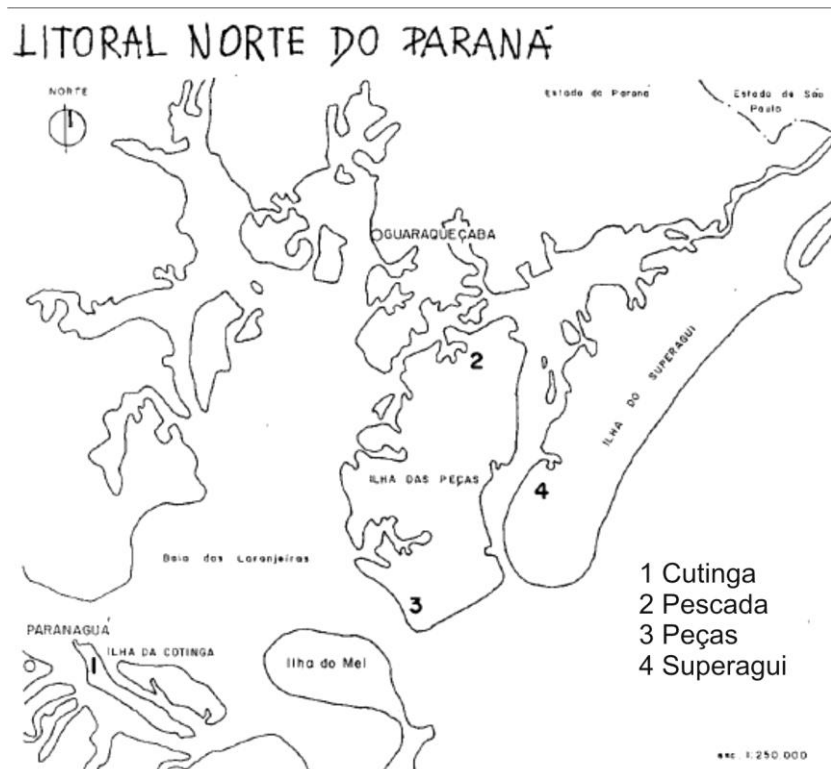 LITORAL NORTE DO PARANÁ
NORTE
Estado do Paraná
Estado de São
Paulo
GUARAQUEÇABA
2
ILHA DO SUPERAGUI
ILHA DAS PEÇAS
4
Baia das Laranjeiras
3
1 Cutinga
2 Pescada
3 Peças
4 Superagui
PARANAGUÁ
ILHA DA COTINGA
1
Ilha do Mel
esc. 1:250.000